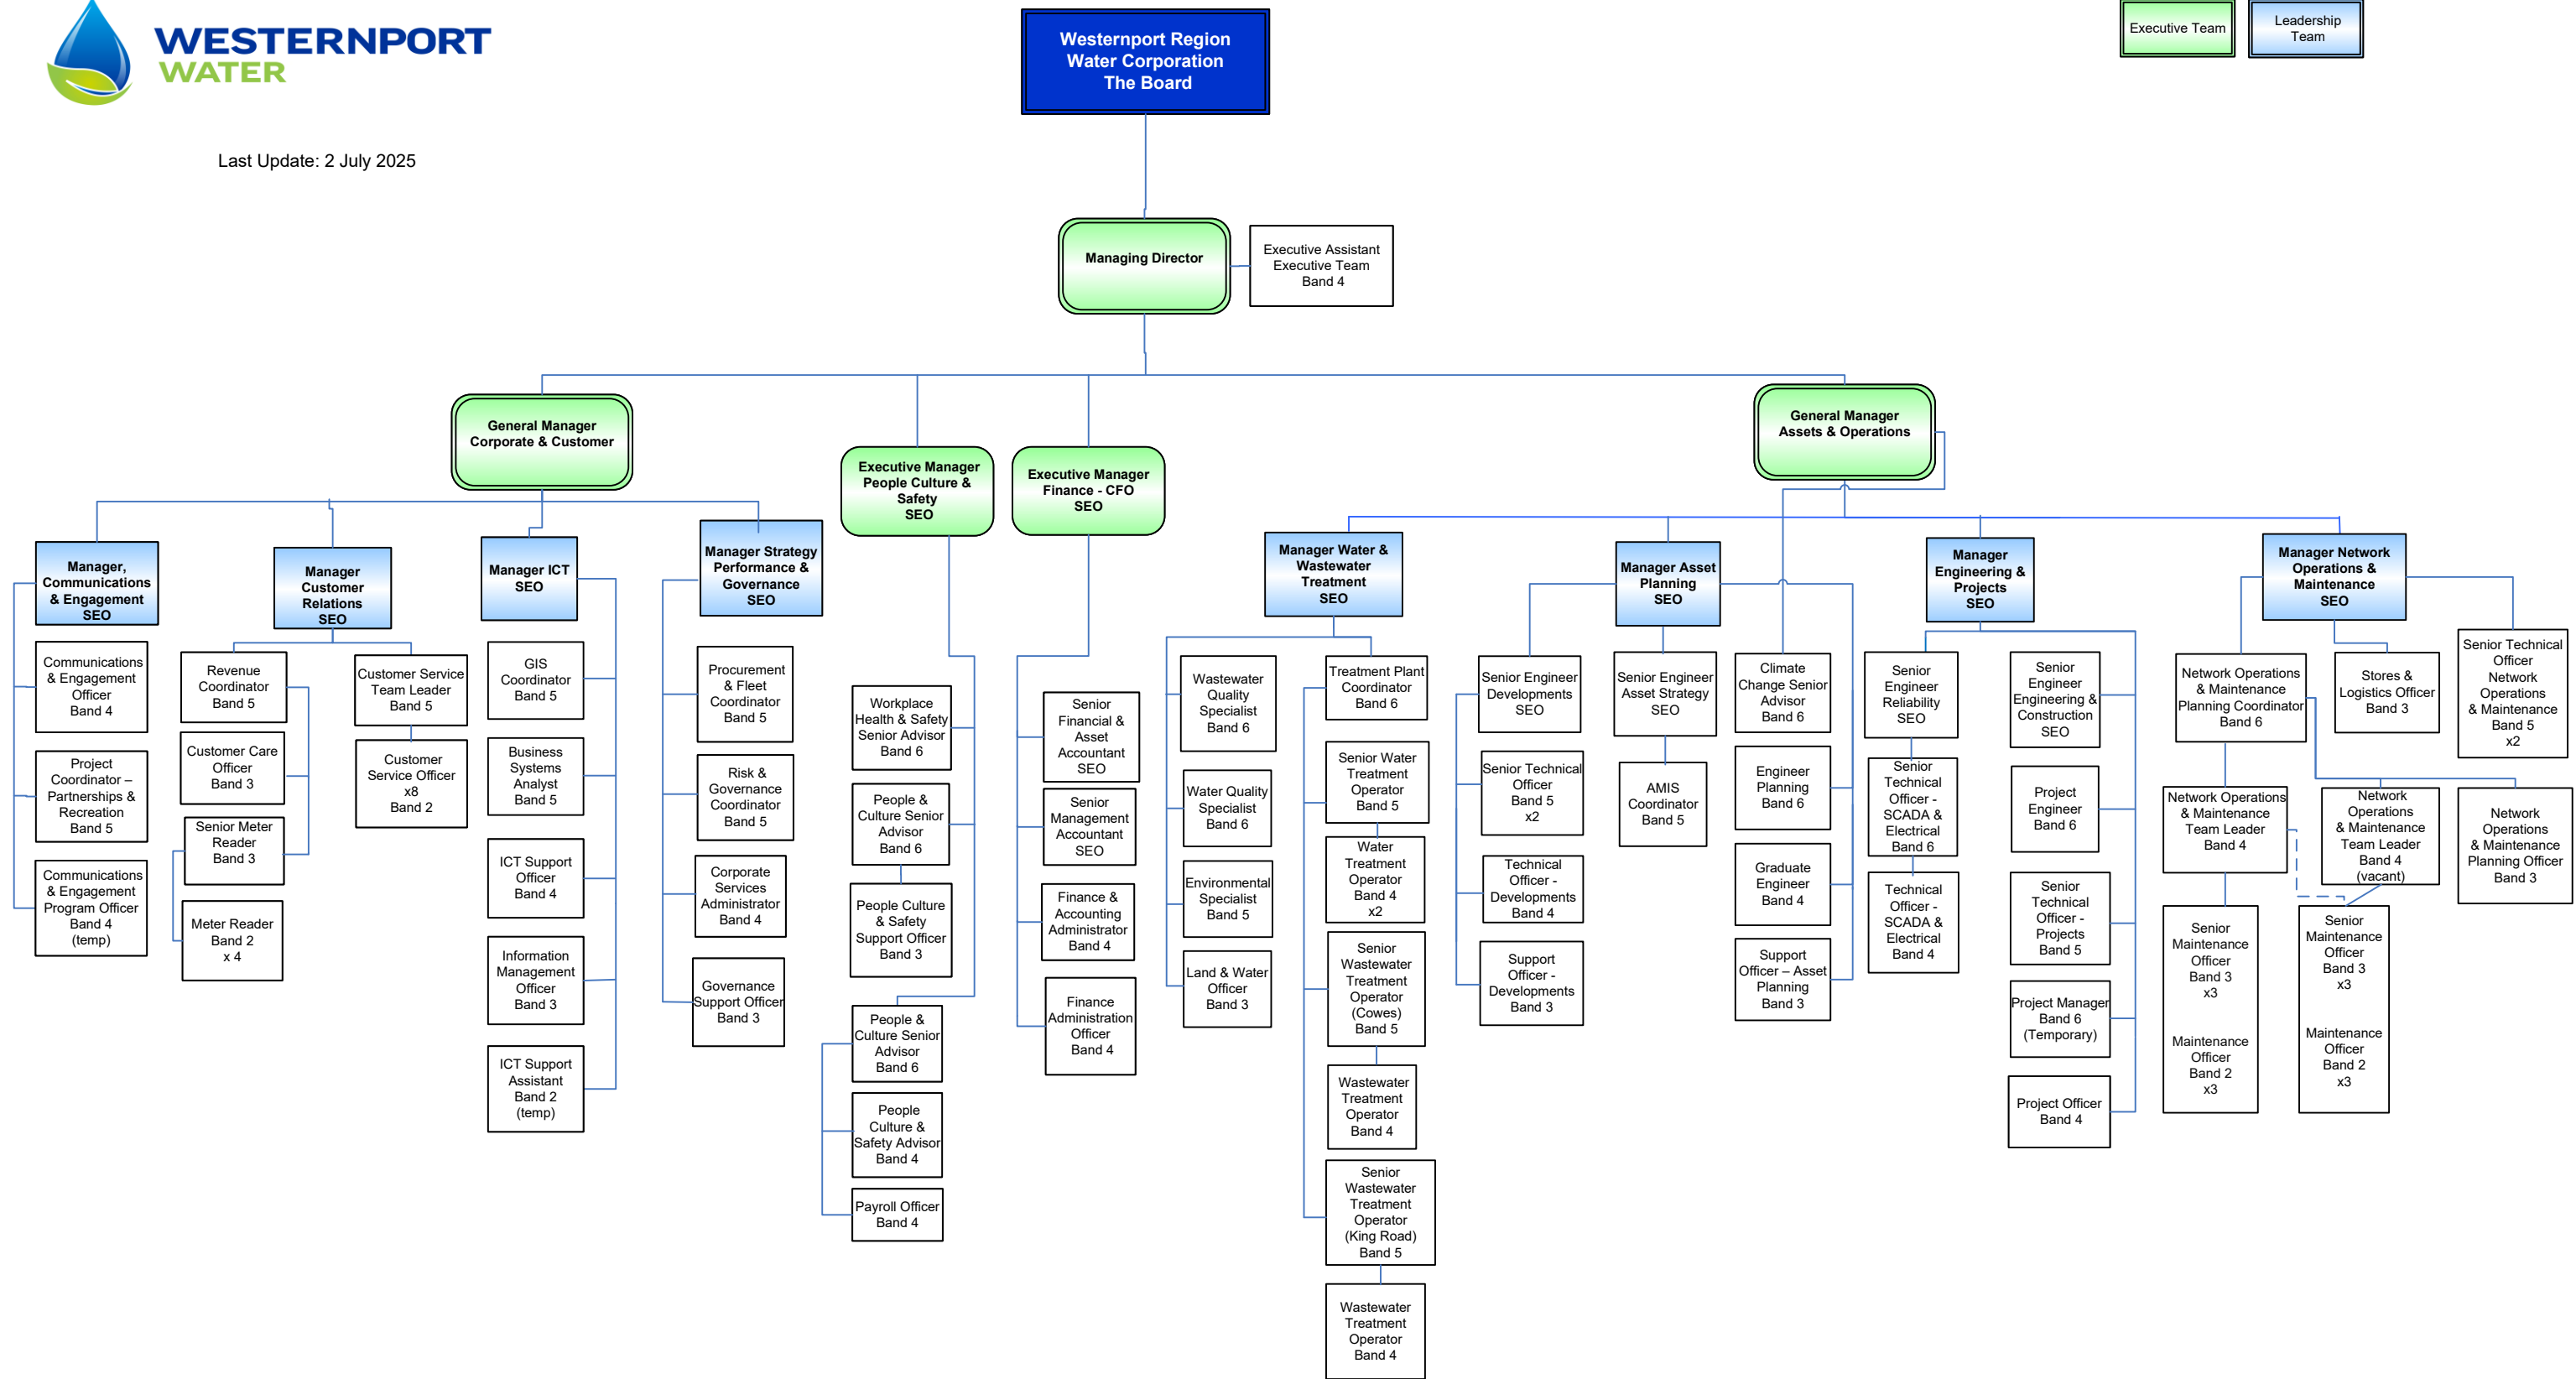 WESTERNPORT
WATER
Last Update: 2 July 2025
Westernport Region
Water Corporation
The Board
Executive Team
Leadership
Team
Managing Director
Executive Assistant
Executive Team
Band 4
General Manager
Corporate & Customer
Executive Manager
People Culture &
Safety
SEO
Executive Manager
Finance - CFO
SEO
General Manager
Assets & Operations
Manager,
Communications
& Engagement
SEO
Communications
& Engagement
Officer
Band 4
Project
Coordinator –
Partnerships &
Recreation
Band 5
Communications
& Engagement
Program Officer
Band 4
(temp)
Manager
Customer
Relations
SEO
Revenue
Coordinator
Band 5
Customer Care
Officer
Band 3
Senior Meter
Reader
Band 3
Meter Reader
Band 2
x 4
Customer Service
Team Leader
Band 5
Customer
Service Officer
x8
Band 2
Manager ICT
SEO
GIS
Coordinator
Band 5
Business
Systems
Analyst
Band 5
ICT Support
Officer
Band 4
Information
Management
Officer
Band 3
ICT Support
Assistant
Band 2
(temp)
Manager Strategy
Performance &
Governance
SEO
Procurement
& Fleet
Coordinator
Band 5
Risk &
Governance
Coordinator
Band 5
Corporate
Services
Administrator
Band 4
Governance
Support Officer
Band 3
Workplace
Health & Safety
Senior Advisor
Band 6
People &
Culture Senior
Advisor
Band 6
People Culture
& Safety
Support Officer
Band 3
People &
Culture Senior
Advisor
Band 6
People
Culture &
Safety Advisor
Band 4
Payroll Officer
Band 4
Senior
Financial &
Asset
Accountant
SEO
Senior
Management
Accountant
SEO
Finance &
Accounting
Administrator
Band 4
Finance
Administration
Officer
Band 4
Manager Water &
Wastewater
Treatment
SEO
Wastewater
Quality
Specialist
Band 6
Water Quality
Specialist
Band 6
Environmental
Specialist
Band 5
Land & Water
Officer
Band 3
Treatment Plant
Coordinator
Band 6
Senior Water
Treatment
Operator
Band 5
Water
Treatment
Operator
Band 4
x2
Senior
Wastewater
Treatment
Operator
(Cowes)
Band 5
Wastewater
Treatment
Operator
Band 4
Senior
Wastewater
Treatment
Operator
(King Road)
Band 5
Wastewater
Treatment
Operator
Band 4
Manager Asset
Planning
SEO
Senior Engineer
Developments
SEO
Senior Technical
Officer
Band 5
x2
Technical
Officer -
Developments
Band 4
Support
Officer -
Developments
Band 3
Senior Engineer
Asset Strategy
SEO
AMIS
Coordinator
Band 5
Climate
Change Senior
Advisor
Band 6
Engineer
Planning
Band 6
Graduate
Engineer
Band 4
Support
Officer – Asset
Planning
Band 3
Manager
Engineering &
Projects
SEO
Senior
Engineer
Reliability
SEO
Senior
Technical
Officer -
SCADA &
Electrical
Band 6
Technical
Officer -
SCADA &
Electrical
Band 4
Senior
Engineer
Engineering &
Construction
SEO
Project
Engineer
Band 6
Senior
Technical
Officer -
Projects
Band 5
Project Manager
Band 6
(Temporary)
Project Officer
Band 4
Manager Network
Operations &
Maintenance
SEO
Network Operations
& Maintenance
Planning Coordinator
Band 6
Stores &
Logistics Officer
Band 3
Senior Technical
Officer
Network
Operations
& Maintenance
Band 5
x2
Network Operations
& Maintenance
Team Leader
Band 4
Network
Operations
& Maintenance
Team Leader
Band 4
(vacant)
Network
Operations
& Maintenance
Planning Officer
Band 3
Senior
Maintenance
Officer
Band 3
x3
Maintenance
Officer
Band 2
x3
Senior
Maintenance
Officer
Band 3
x3
Maintenance
Officer
Band 2
x3